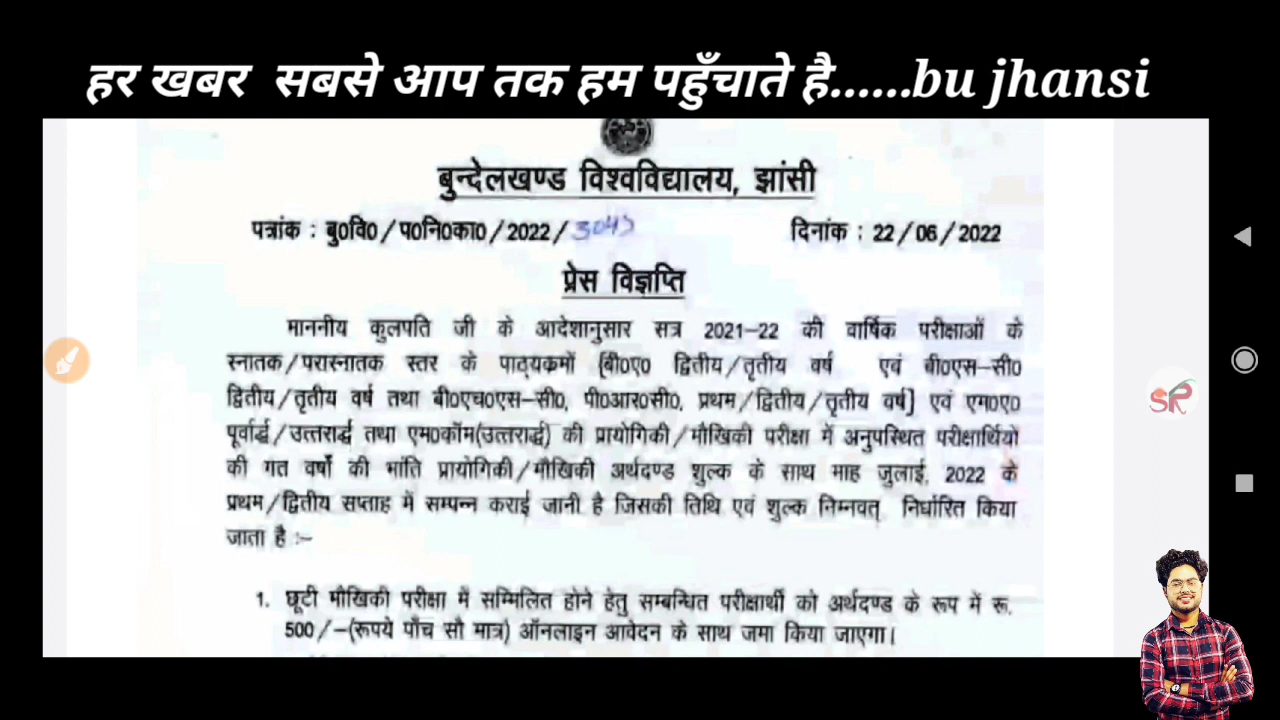 हर खबर सबसे आप तक हम पहुँचाते है......bu jhansi
बुन्देलखण्ड विश्वविद्यालय, झांसी
पत्रांक : बु0वि0/प0नि0का0/2022/3045 दिनांक : 22/06/2022
प्रेस विज्ञप्ति
माननीय कुलपति जी के आदेशानुसार सत्र 2021-22 की वार्षिक परीक्षाओं के
स्नातक/परास्नातक स्तर के पाठ्यकमों [बी0ए0 द्वितीय/तृतीय वर्ष एवं बी0एस-सी0
द्वितीय/तृतीय वर्ष तथा बी0एच0एस-सी0, पी0आर0सी0, प्रथम/द्वितीय/तृतीय वर्ष] एवं एम0ए0
पूर्वार्द्ध/उत्तरार्द्ध तथा एम0कॉम(उत्तरार्द्ध) की प्रायोगिकी/मौखिकी परीक्षा में अनुपस्थित परीक्षार्थियों
की गत वर्षों की भांति प्रायोगिकी/मौखिकी अर्थदण्ड शुल्क के साथ माह जुलाई, 2022 के
प्रथम/द्वितीय सप्ताह में सम्पन्न कराई जानी है जिसकी तिथि एवं शुल्क निम्नवत् निर्धारित किया
जाता है :-
1. छूटी मौखिकी परीक्षा में सम्मिलित होने हेतु सम्बन्धित परीक्षार्थी को अर्थदण्ड के रूप में रू.
500/-(रूपये पाँच सौ मात्र) ऑनलाइन आवेदन के साथ जमा किया जाएगा।
SR